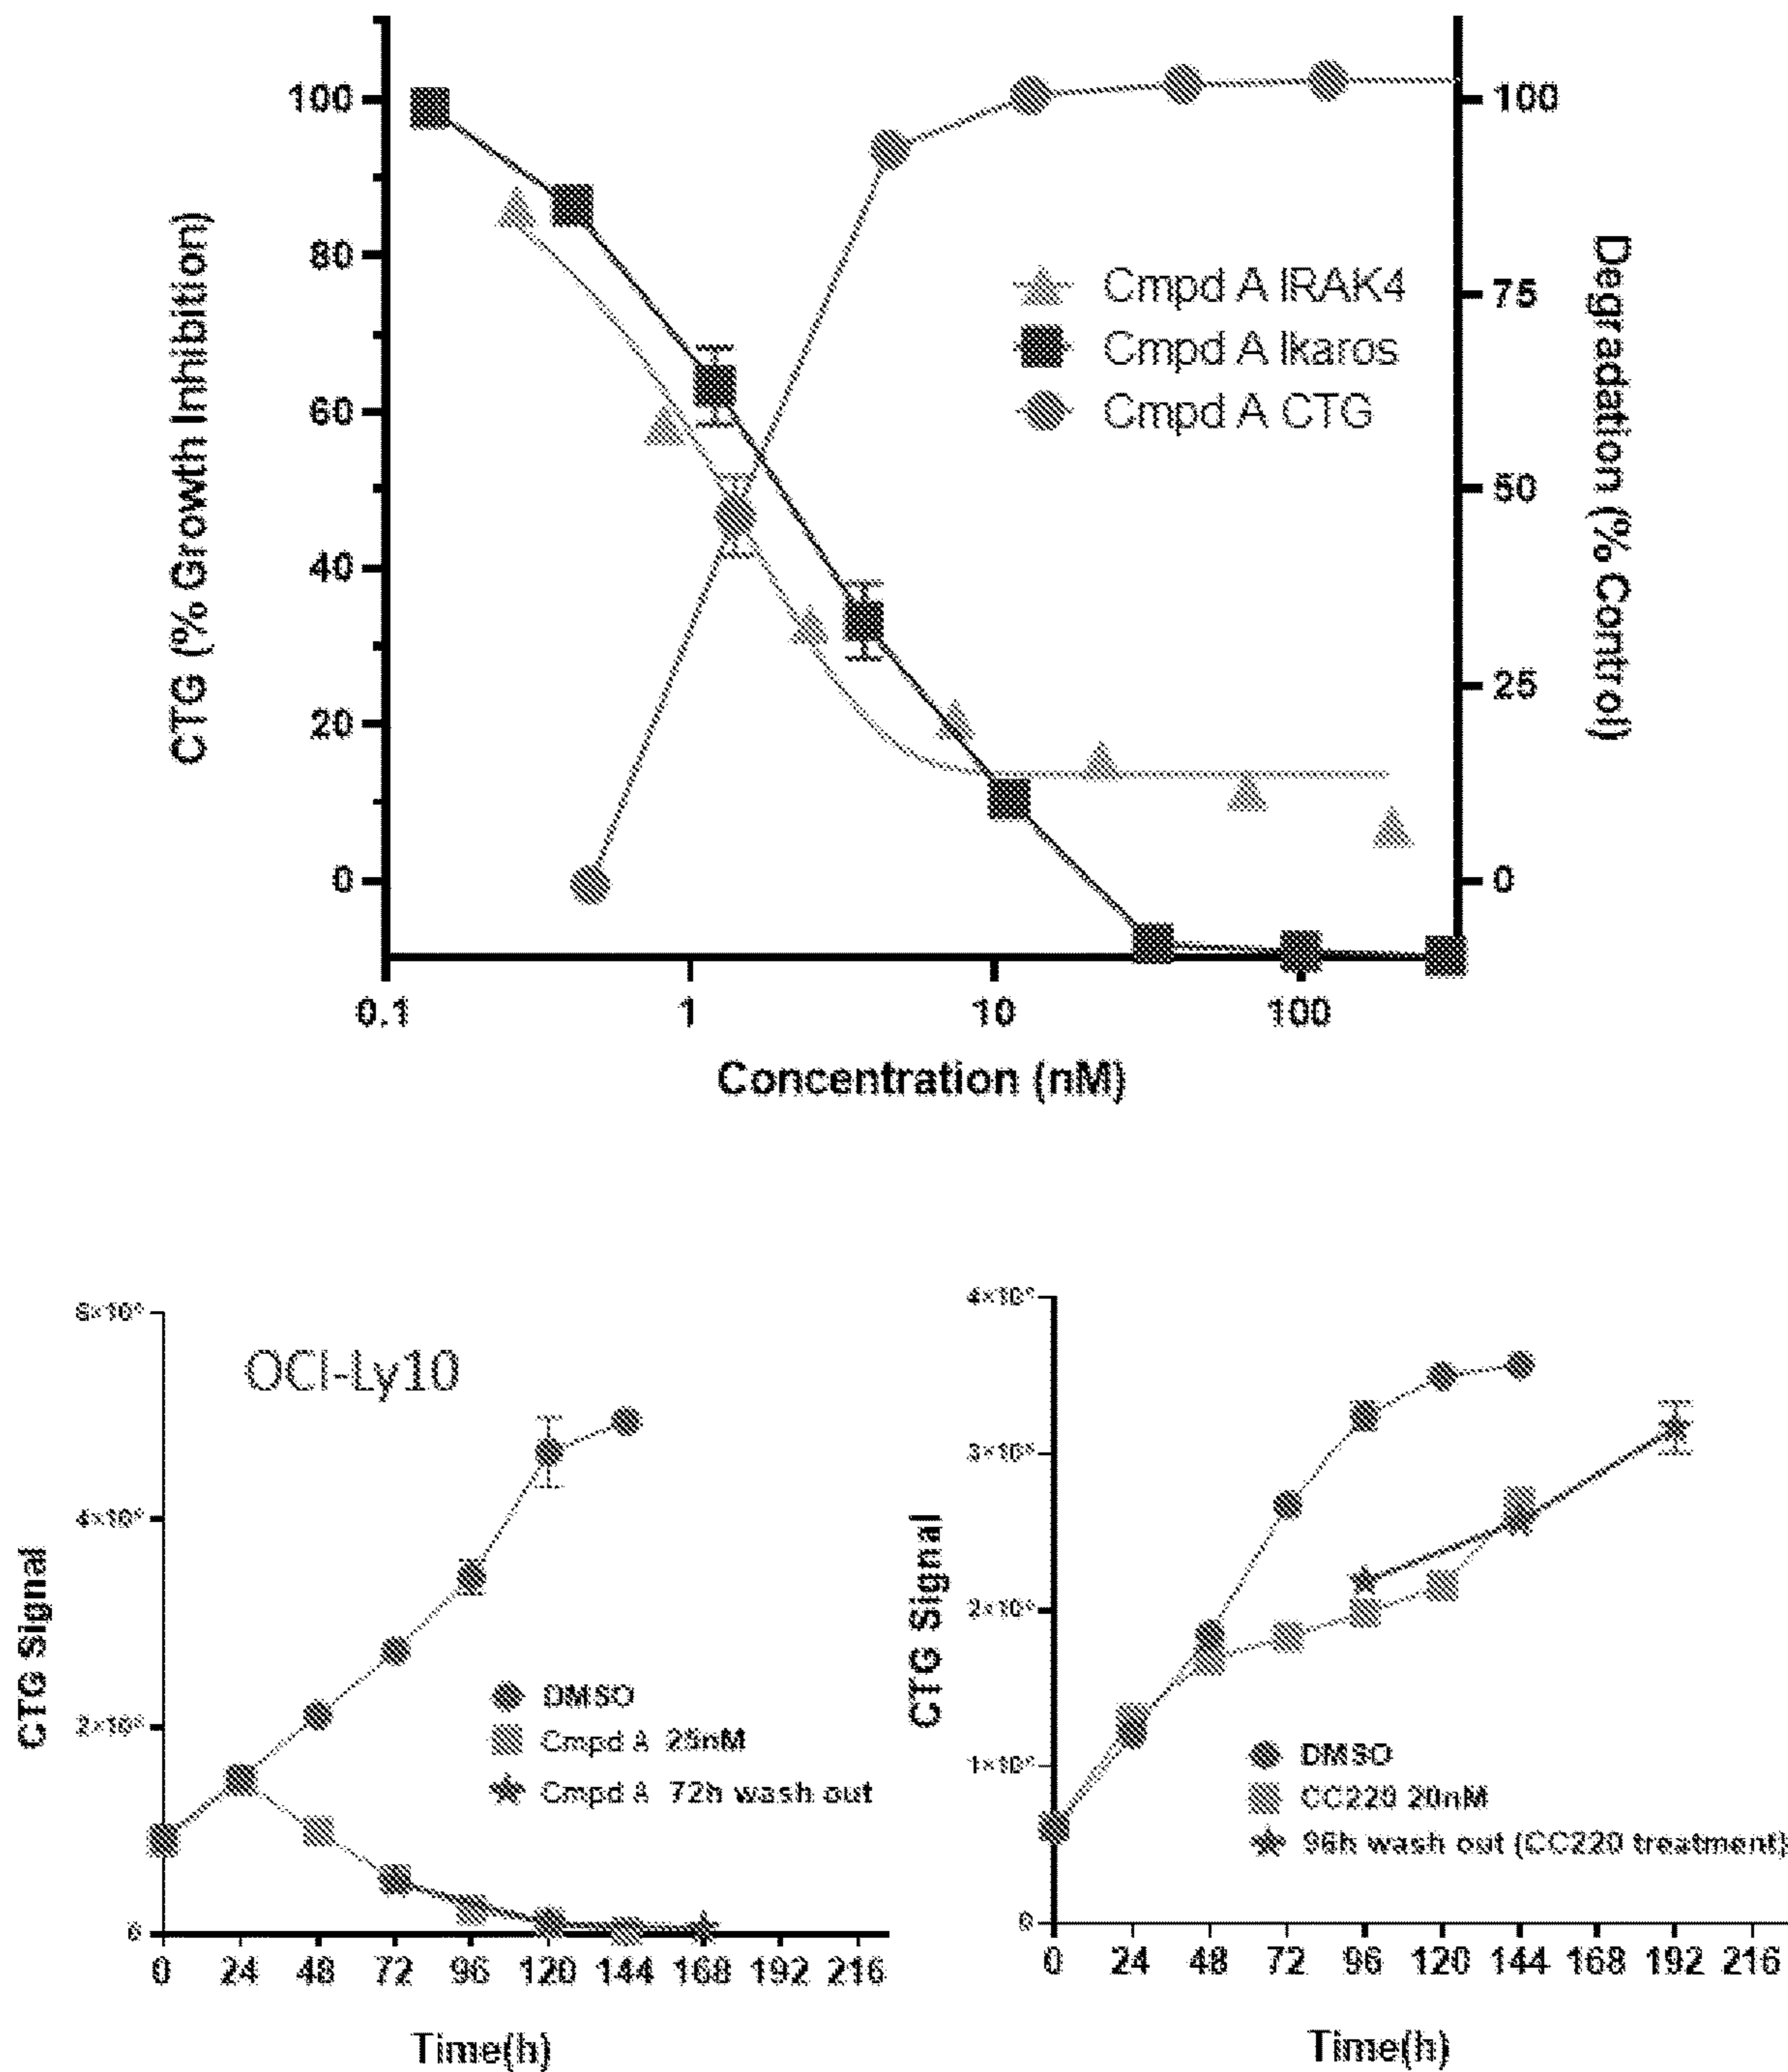 CTG (% Growth Inhibition)
100
80
60
40
20
0
Degradation (% Control)
100
75
50
25
0
Cmpd A IRAK4
Cmpd A Ikaros
Cmpd A CTG
0.1 1 10 100
Concentration (nM)
CTG Signal
OCI-Ly10
DMSO
Cmpd A 25nM
Cmpd A 72h wash out
0 24 48 72 96 120 144 168 192 216
Time(h)
CTG Signal
0
DMSO
CC220 20nM
96h wash out (CC220 treatment)
0 24 48 72 96 120 144 168 192 216
Time(h)